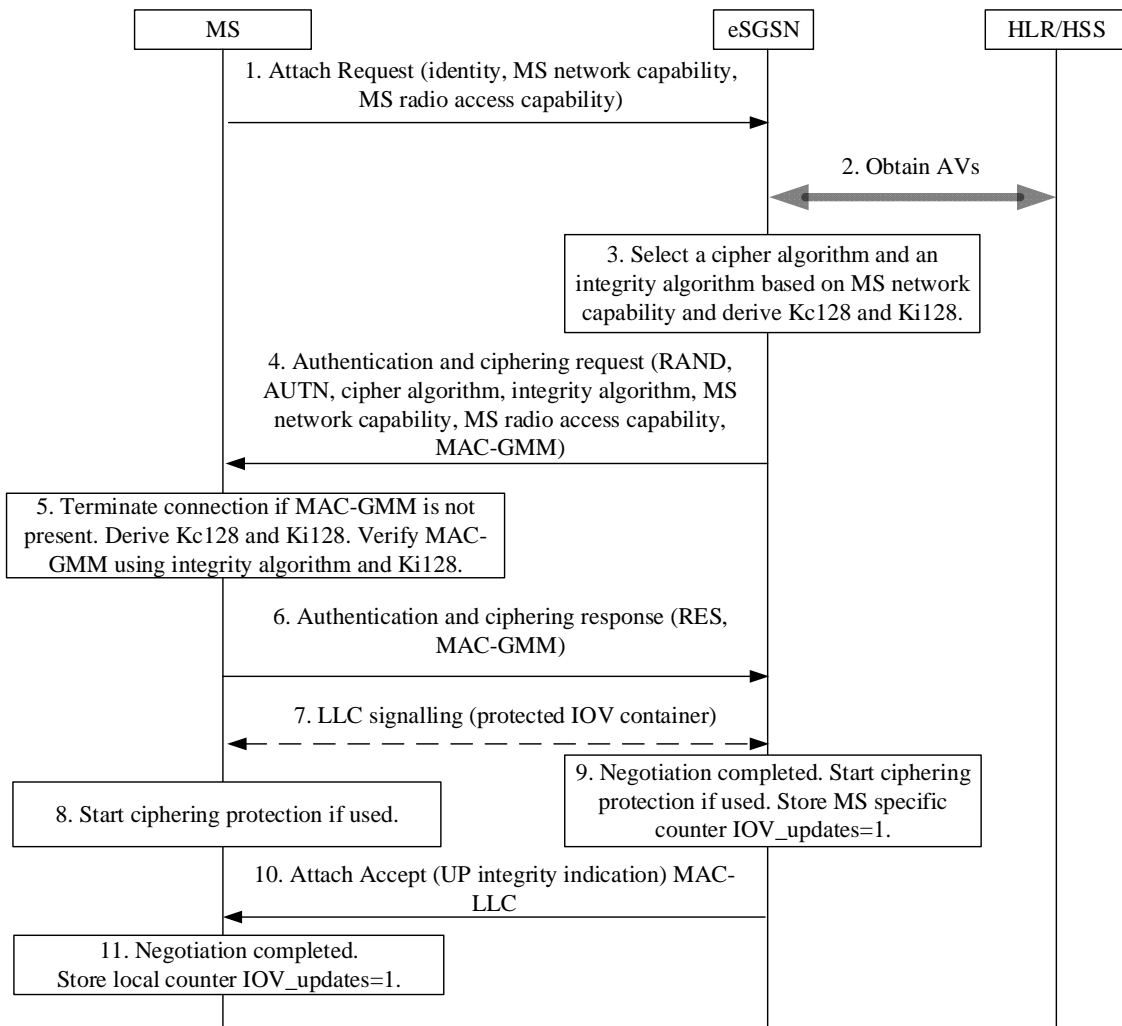 MS
eSGSN
HLR/HSS
1. Attach Request (identity, MS network capability,
MS radio access capability)
2. Obtain AVs
3. Select a cipher algorithm and an
integrity algorithm based on MS network
capability and derive Kc128 and Ki128.
4. Authentication and ciphering request (RAND,
AUTN, cipher algorithm, integrity algorithm, MS
network capability, MS radio access capability,
MAC-GMM)
5. Terminate connection if MAC-GMM is not
present. Derive Kc128 and Ki128. Verify MAC-
GMM using integrity algorithm and Ki128.
6. Authentication and ciphering response (RES,
MAC-GMM)
7. LLC signalling (protected IOV container)
8. Start ciphering protection if used.
9. Negotiation completed. Start ciphering
protection if used. Store MS specific
counter IOV_updates=1.
10. Attach Accept (UP integrity indication) MAC-
LLC
11. Negotiation completed.
Store local counter IOV_updates=1.